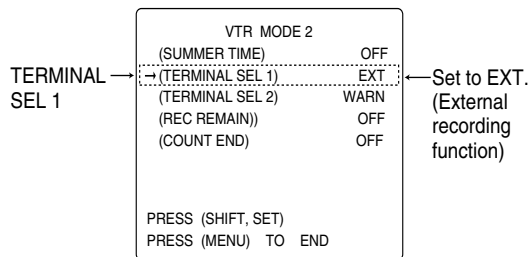 VTR MODE 2
(SUMMER TIME) OFF
→(TERMINAL SEL 1) EXT
(TERMINAL SEL 2) WARN
(REC REMAIN)) OFF
(COUNT END) OFF
PRESS (SHIFT, SET)
PRESS (MENU) TO END
TERMINAL
SEL 1
Set to EXT.
(External
recording
function)